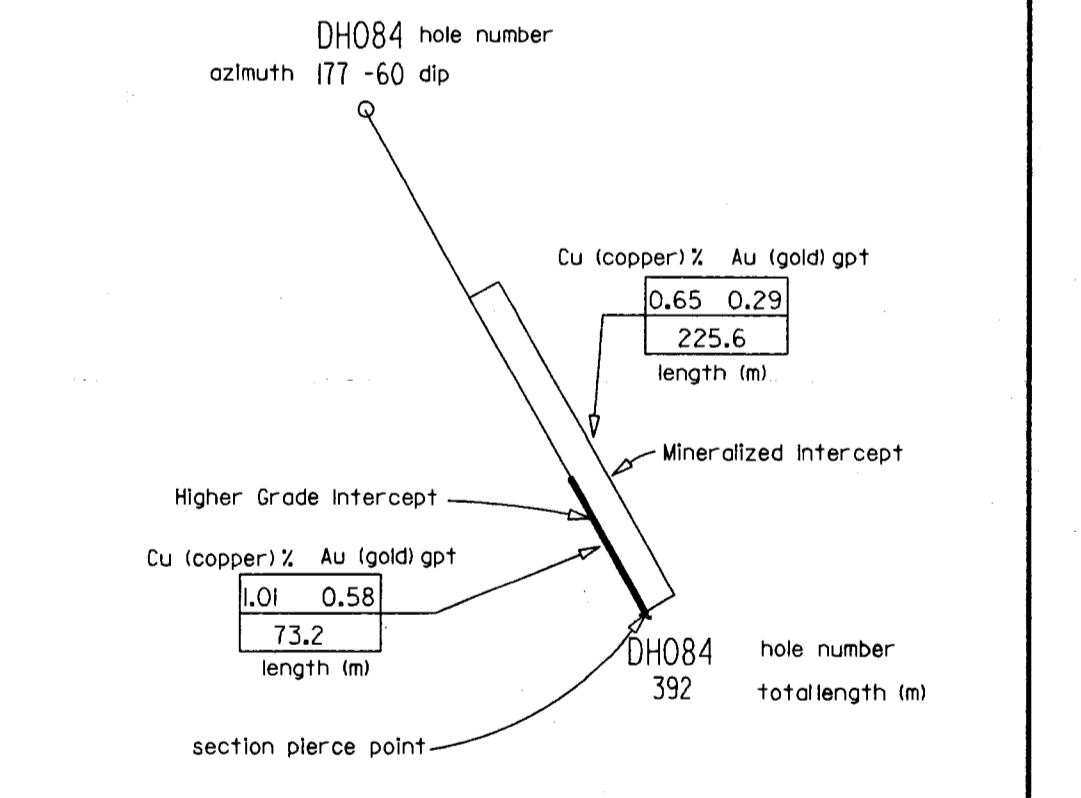 DH084 hole number
azimuth 177 -60 dip
Cu (copper) % Au (gold) gpt
0.65 0.29
225.6
length (m)
Mineralized Intercept
Higher Grade Intercept
Cu (copper) % Au (gold) gpt
1.01 0.58
73.2
length (m)
DH084 hole number
392 total length (m)
section pierce point